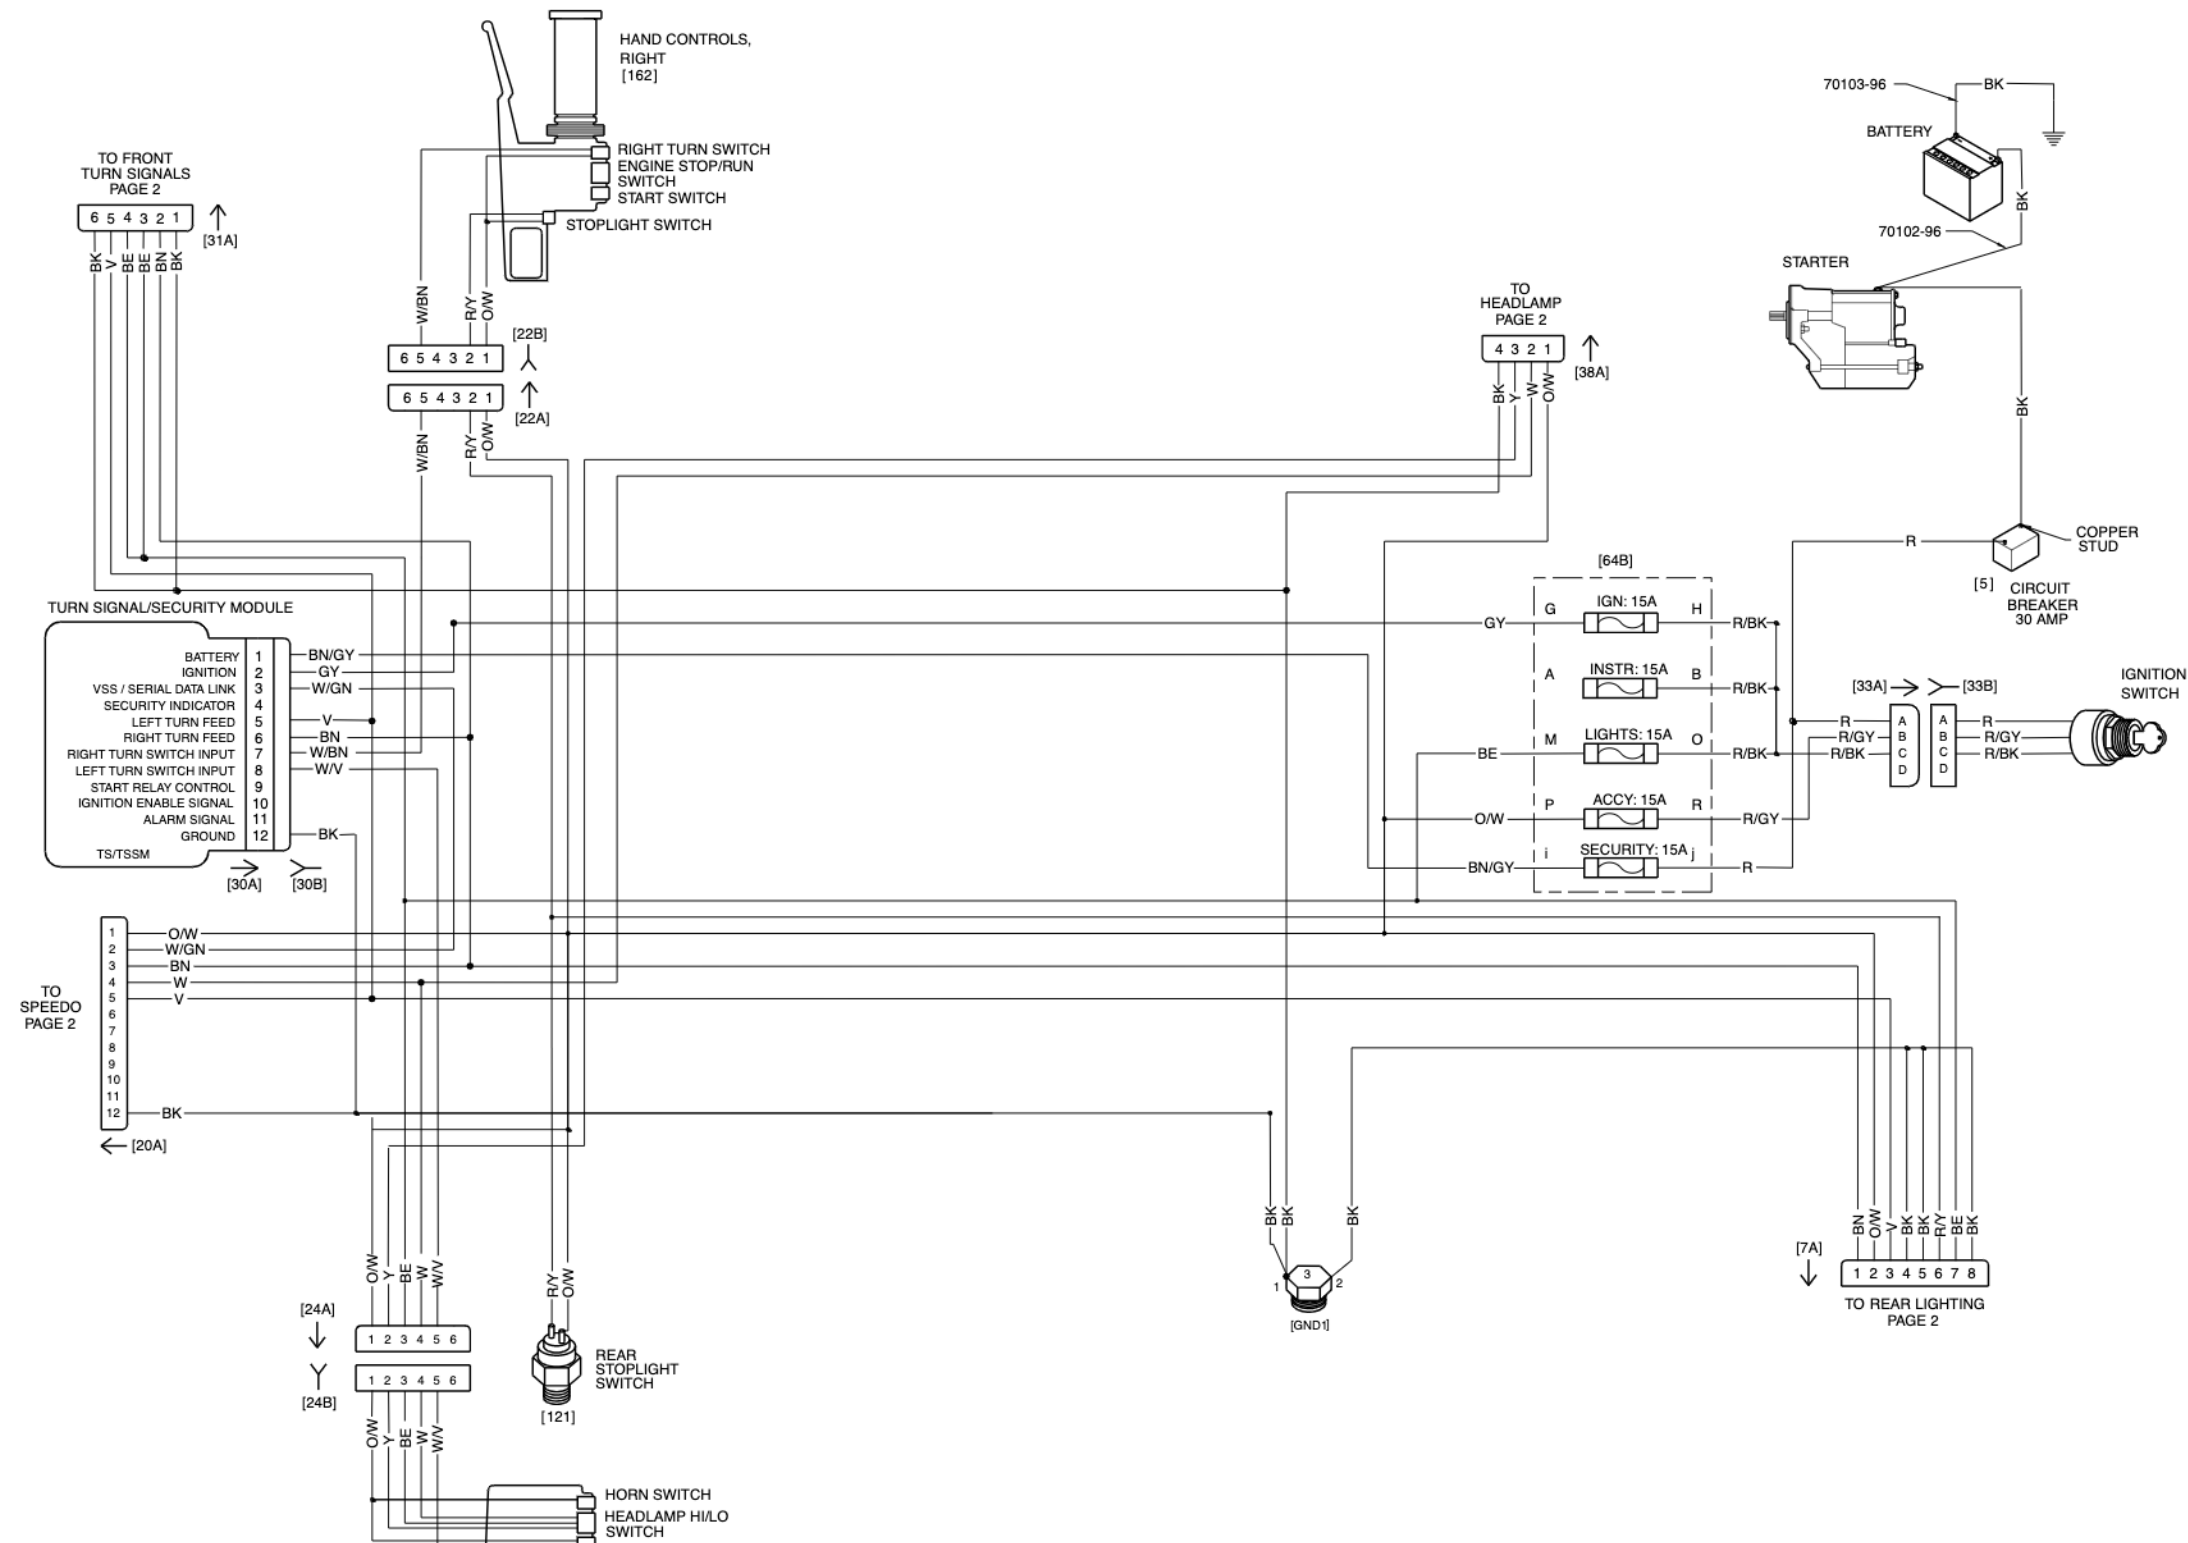 HAND CONTROLS,
RIGHT
[162]
RIGHT TURN SWITCH
ENGINE STOP/RUN
SWITCH
START SWITCH
STOPLIGHT SWITCH
TO FRONT
TURN SIGNALS
PAGE 2
6 5 4 3 2 1
[31A]
BK V BE BE BN BK
W/BN R/Y O/W
[22B]
6 5 4 3 2 1
6 5 4 3 2 1
[22A]
W/BN R/Y O/W
70103-96
BK
BATTERY
BK
70102-96
STARTER
BK
TO
HEADLAMP
PAGE 2
4 3 2 1
[38A]
BK Y W O/W
R
COPPER
STUD
[5]
CIRCUIT
BREAKER
30 AMP
[64B]
G IGN: 15A H
GY R/BK
A INSTR: 15A B
R/BK
M LIGHTS: 15A O
BE R/BK
P ACCY: 15A R
O/W R/GY
i SECURITY: 15A j
BN/GY R
IGNITION
SWITCH
[33A] [33B]
R A A R
R/GY B B R/GY
R/BK C C R/BK
D D
TURN SIGNAL/SECURITY MODULE
BATTERY 1 BN/GY
IGNITION 2 GY
VSS / SERIAL DATA LINK 3 W/GN
SECURITY INDICATOR 4
LEFT TURN FEED 5 V
RIGHT TURN FEED 6 BN
RIGHT TURN SWITCH INPUT 7 W/BN
LEFT TURN SWITCH INPUT 8 W/V
START RELAY CONTROL 9
IGNITION ENABLE SIGNAL 10
ALARM SIGNAL 11
GROUND 12 BK
TS/TSSM
[30A] [30B]
TO
SPEEDO
PAGE 2
1 O/W
2 W/GN
3 BN
4 W
5 V
6
7
8
9
10
11
12 BK
[20A]
O/W Y BE W W/V
[24A]
1 2 3 4 5 6
1 2 3 4 5 6
[24B]
O/W Y BE W W/V
R/Y O/W
REAR
STOPLIGHT
SWITCH
[121]
HORN SWITCH
HEADLAMP HI/LO
SWITCH
BK BK BK
1 3 2
[GND1]
BN O/W V BK BK R/Y BE BK
[7A]
1 2 3 4 5 6 7 8
TO REAR LIGHTING
PAGE 2